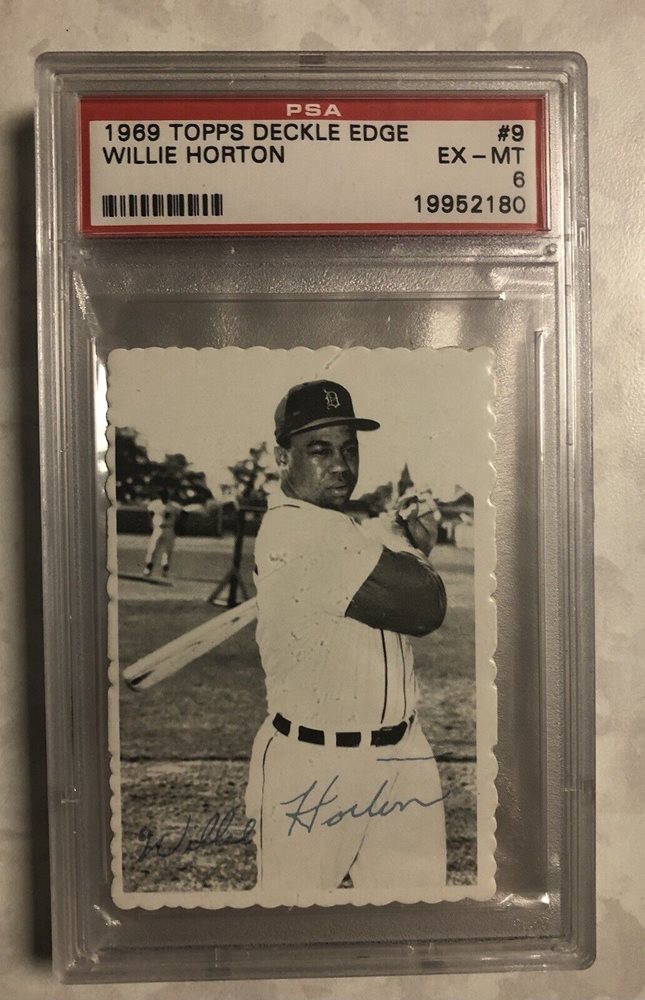 PSA
1969 TOPPS DECKLE EDGE #9
WILLIE HORTON EX - MT
6
19952180
D
Willie Horton